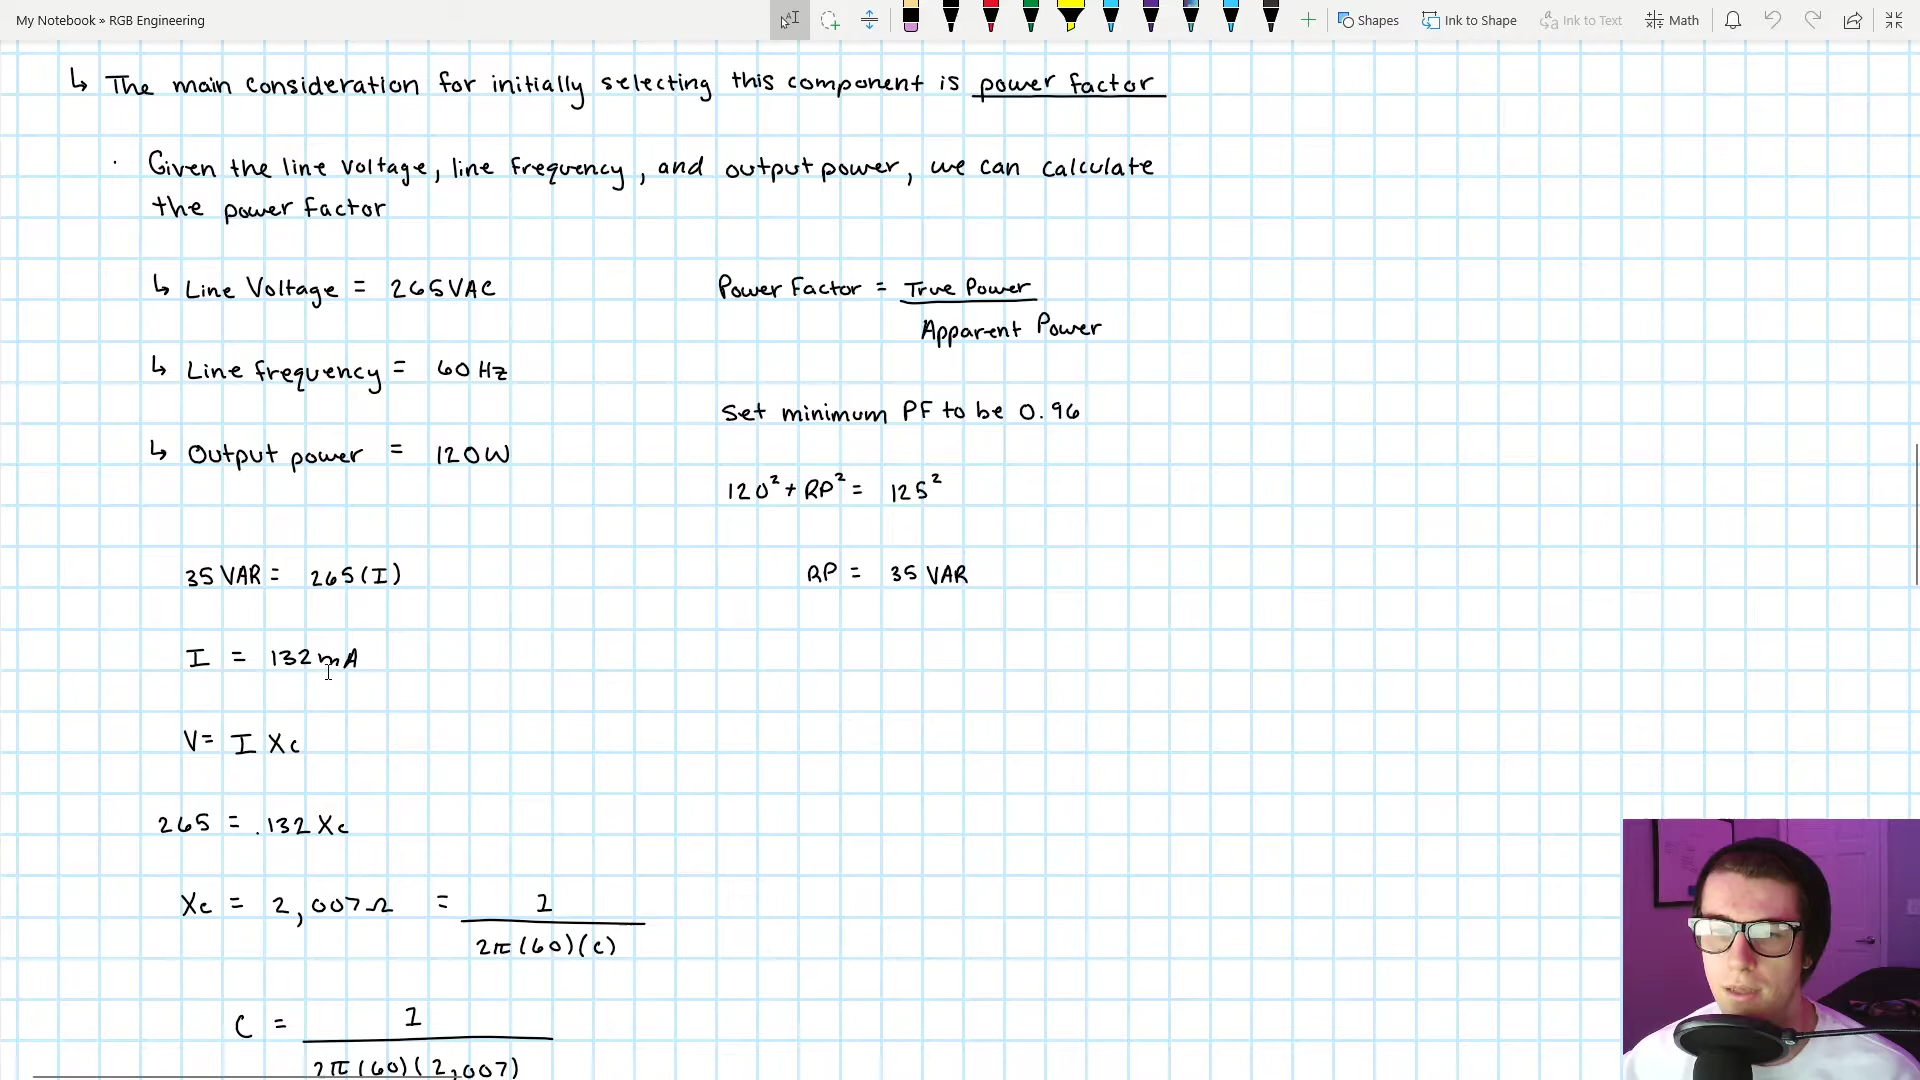 My Notebook » RGB Engineering
Shapes
Ink to Shape
Ink to Text
Math
↳ The main consideration for initially selecting this component is power factor
· Given the line voltage, line frequency, and output power, we can calculate
the power factor
↳ Line Voltage = 265VAC
↳ Line frequency = 60 Hz
↳ Output power = 120W
35 VAR = 265(I)
I = 132mA
V = I Xc
265 = .132 Xc
Xc = 2,007Ω = 1
2π(60)(c)
C = 1
2π(60)(2,007)
Power Factor = True Power
Apparent Power
Set minimum PF to be 0.96
120² + RP² = 125²
RP = 35 VAR